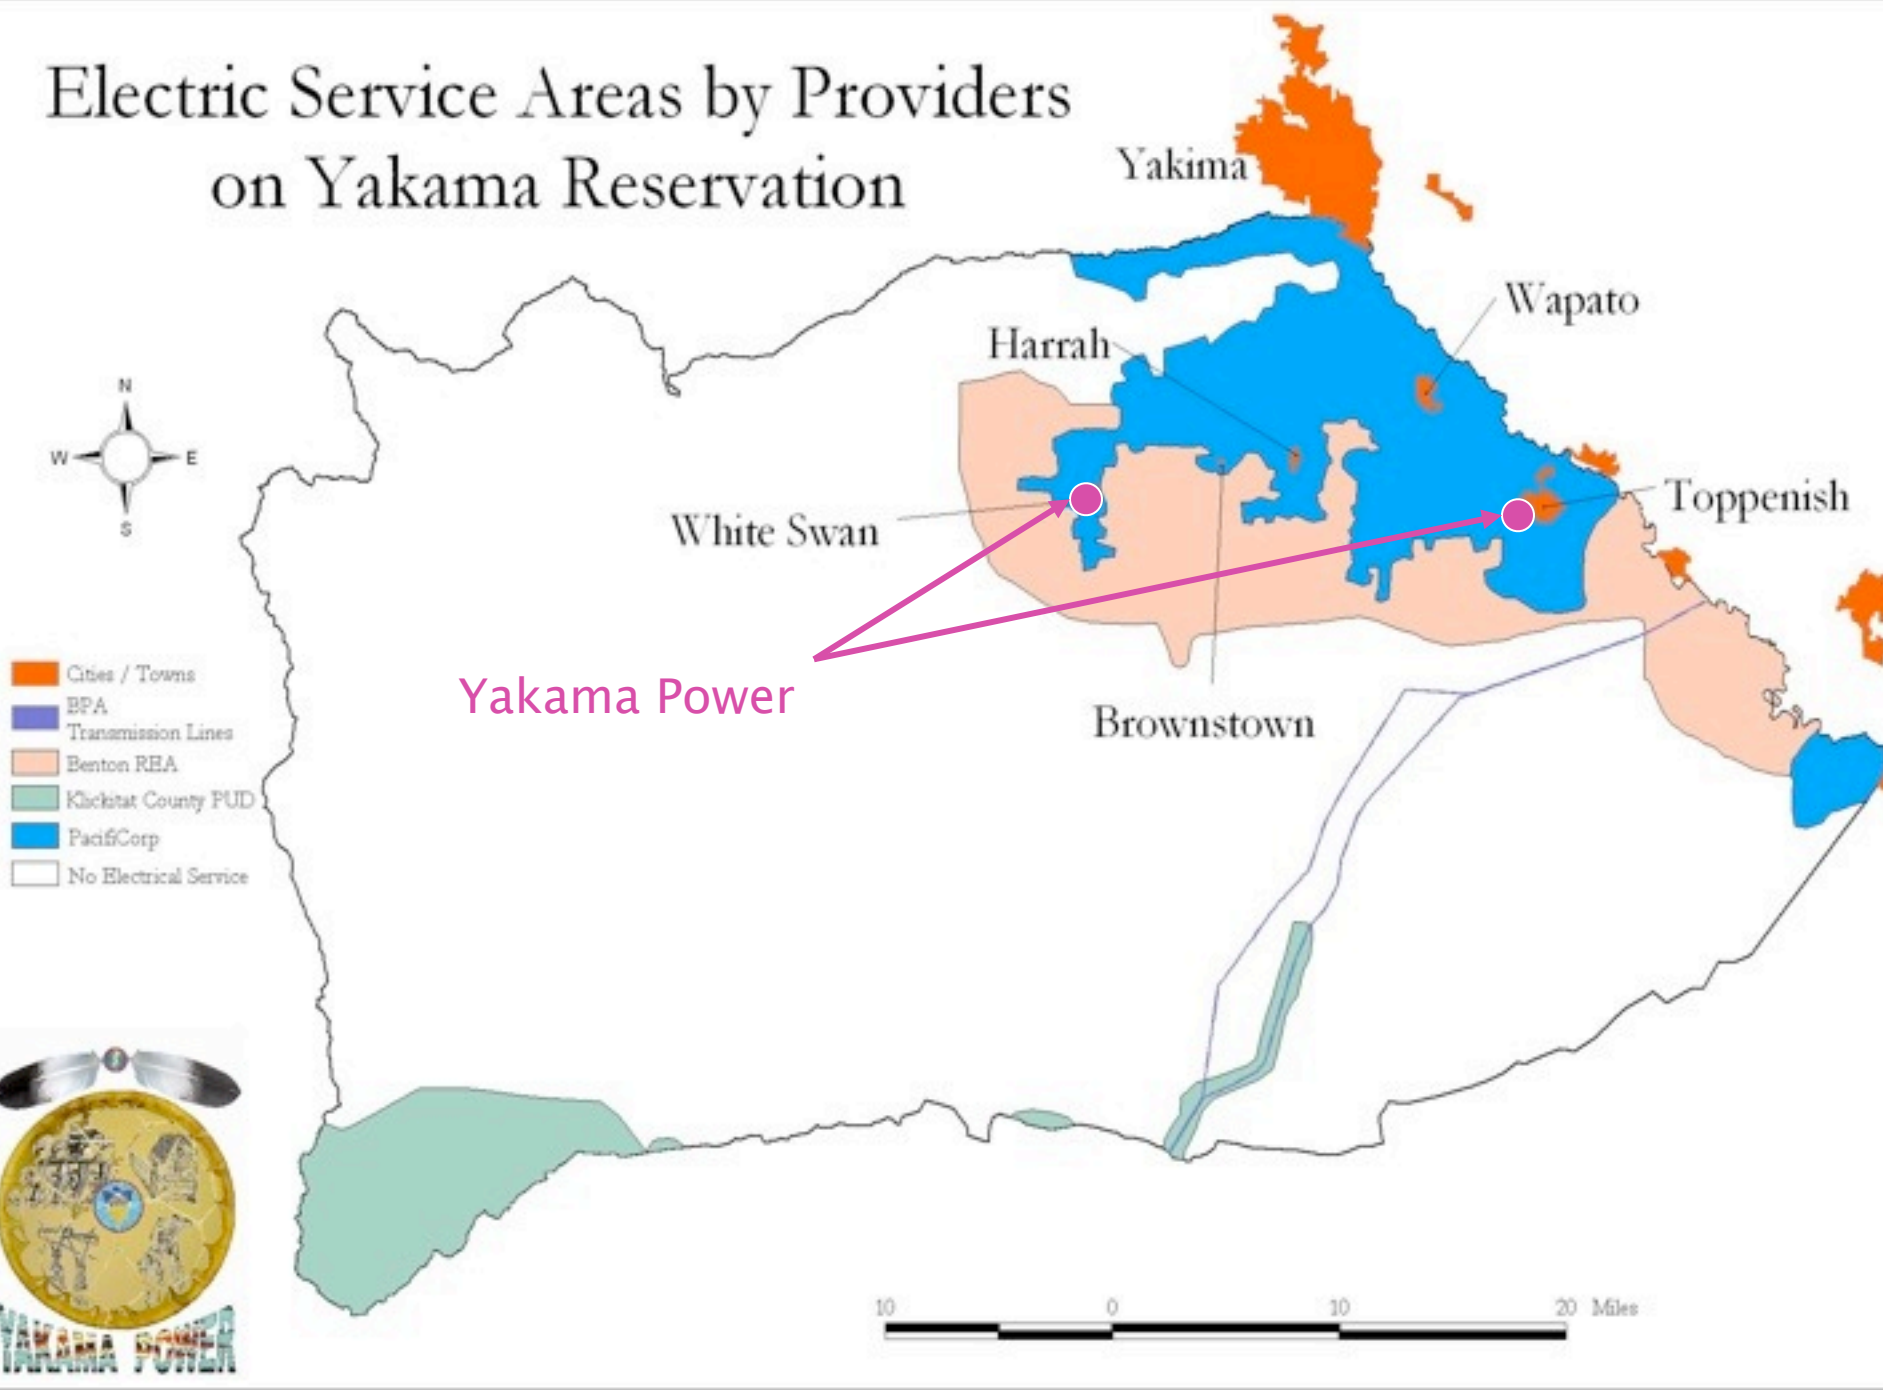 Electric Service Areas by Providers
on Yakama Reservation
Yakima
Wapato
Harrah
Toppenish
White Swan
Yakama Power
Brownstown
N
W
E
S
Cities / Towns
BPA
Transmission Lines
Benton REA
Klickitat County PUD
PacifiCorp
No Electrical Service
YAKAMA POWER
10
0
10
20 Miles